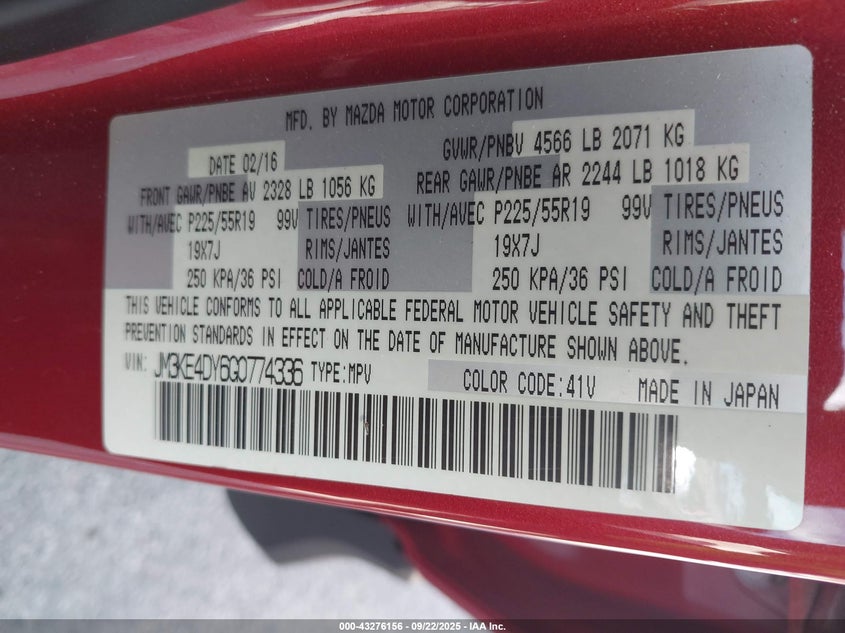 MFD. BY MAZDA MOTOR CORPORATION
DATE 02/16 GVWR/PNBV 4566 LB 2071 KG
FRONT GAWR/PNBE AV 2328 LB 1056 KG REAR GAWR/PNBE AR 2244 LB 1018 KG
WITH/AVEC P225/55R19 99V TIRES/PNEUS WITH/AVEC P225/55R19 99V TIRES/PNEUS
19X7J RIMS/JANTES 19X7J RIMS/JANTES
250 KPA/36 PSI COLD/A FROID 250 KPA/36 PSI COLD/A FROID
THIS VEHICLE CONFORMS TO ALL APPLICABLE FEDERAL MOTOR VEHICLE SAFETY AND THEFT
PREVENTION STANDARDS IN EFFECT ON THE DATE OF MANUFACTURE SHOWN ABOVE.
VIN: JM3KE4DY6G0774336 TYPE:MPV COLOR CODE:41V MADE IN JAPAN
000-43276156 - 09/22/2025 - IAA Inc.